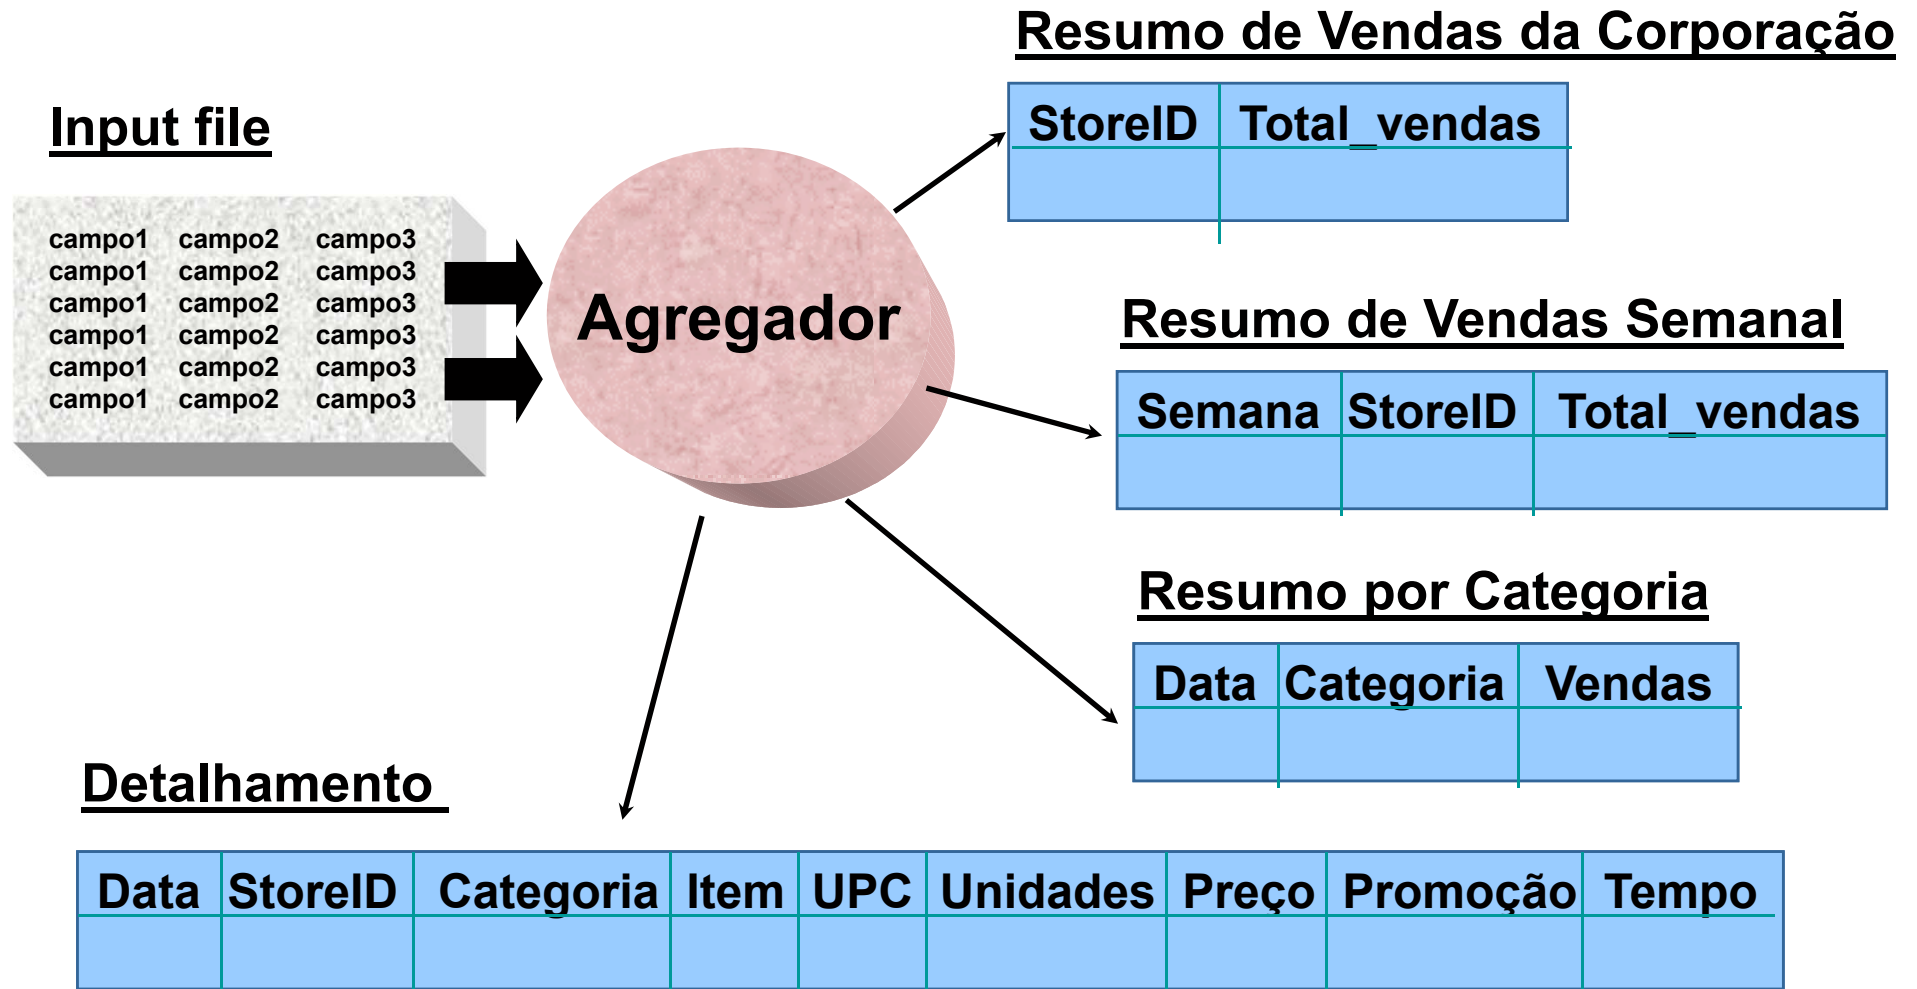 Resumo de Vendas da Corporação
StoreID Total_vendas
Input file
campo1 campo2 campo3
campo1 campo2 campo3
campo1 campo2 campo3
campo1 campo2 campo3
campo1 campo2 campo3
campo1 campo2 campo3
Agregador
Resumo de Vendas Semanal
Semana StoreID Total_vendas
Resumo por Categoria
Data Categoria Vendas
Detalhamento
Data StoreID Categoria Item UPC Unidades Preço Promoção Tempo